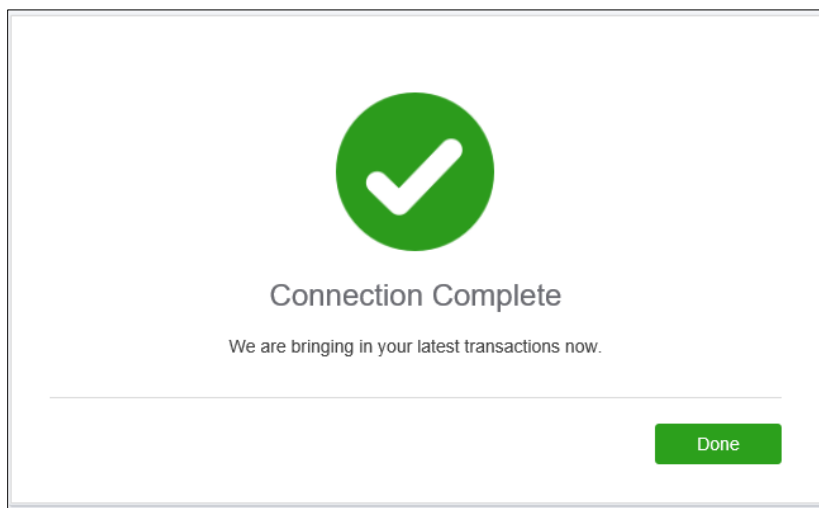 Connection Complete
We are bringing in your latest transactions now.
Done